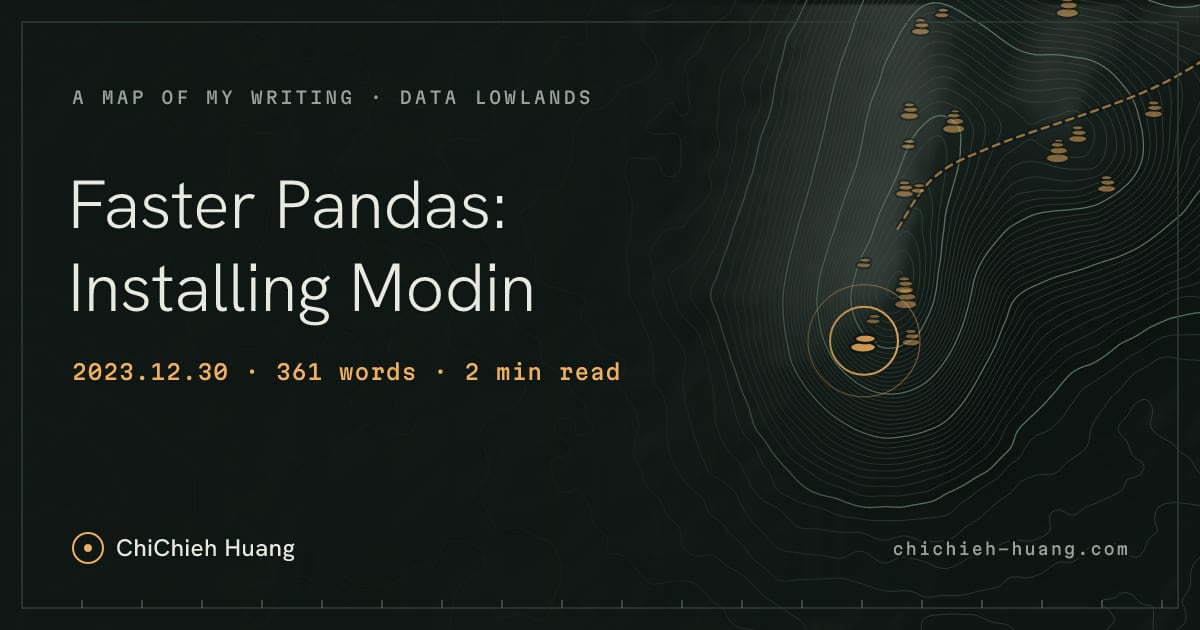 A MAP OF MY WRITING · DATA LOWLANDS
Faster Pandas:
Installing Modin
2023.12.30 · 361 words · 2 min read
ChiChieh Huang
chichieh-huang.com